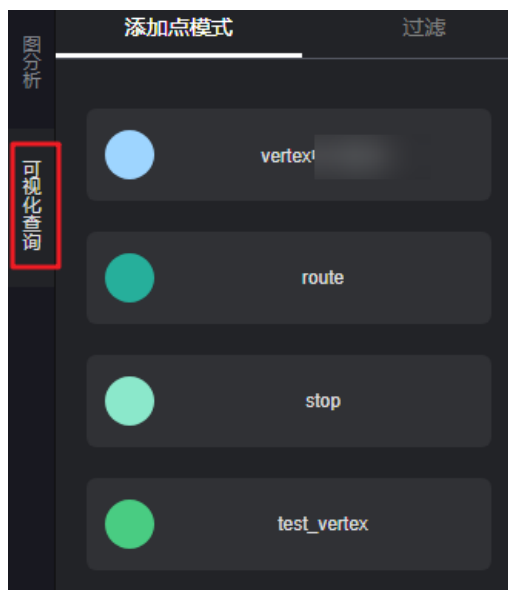 图分析
可视化查询
添加点模式
过滤
vertex
route
stop
test_vertex